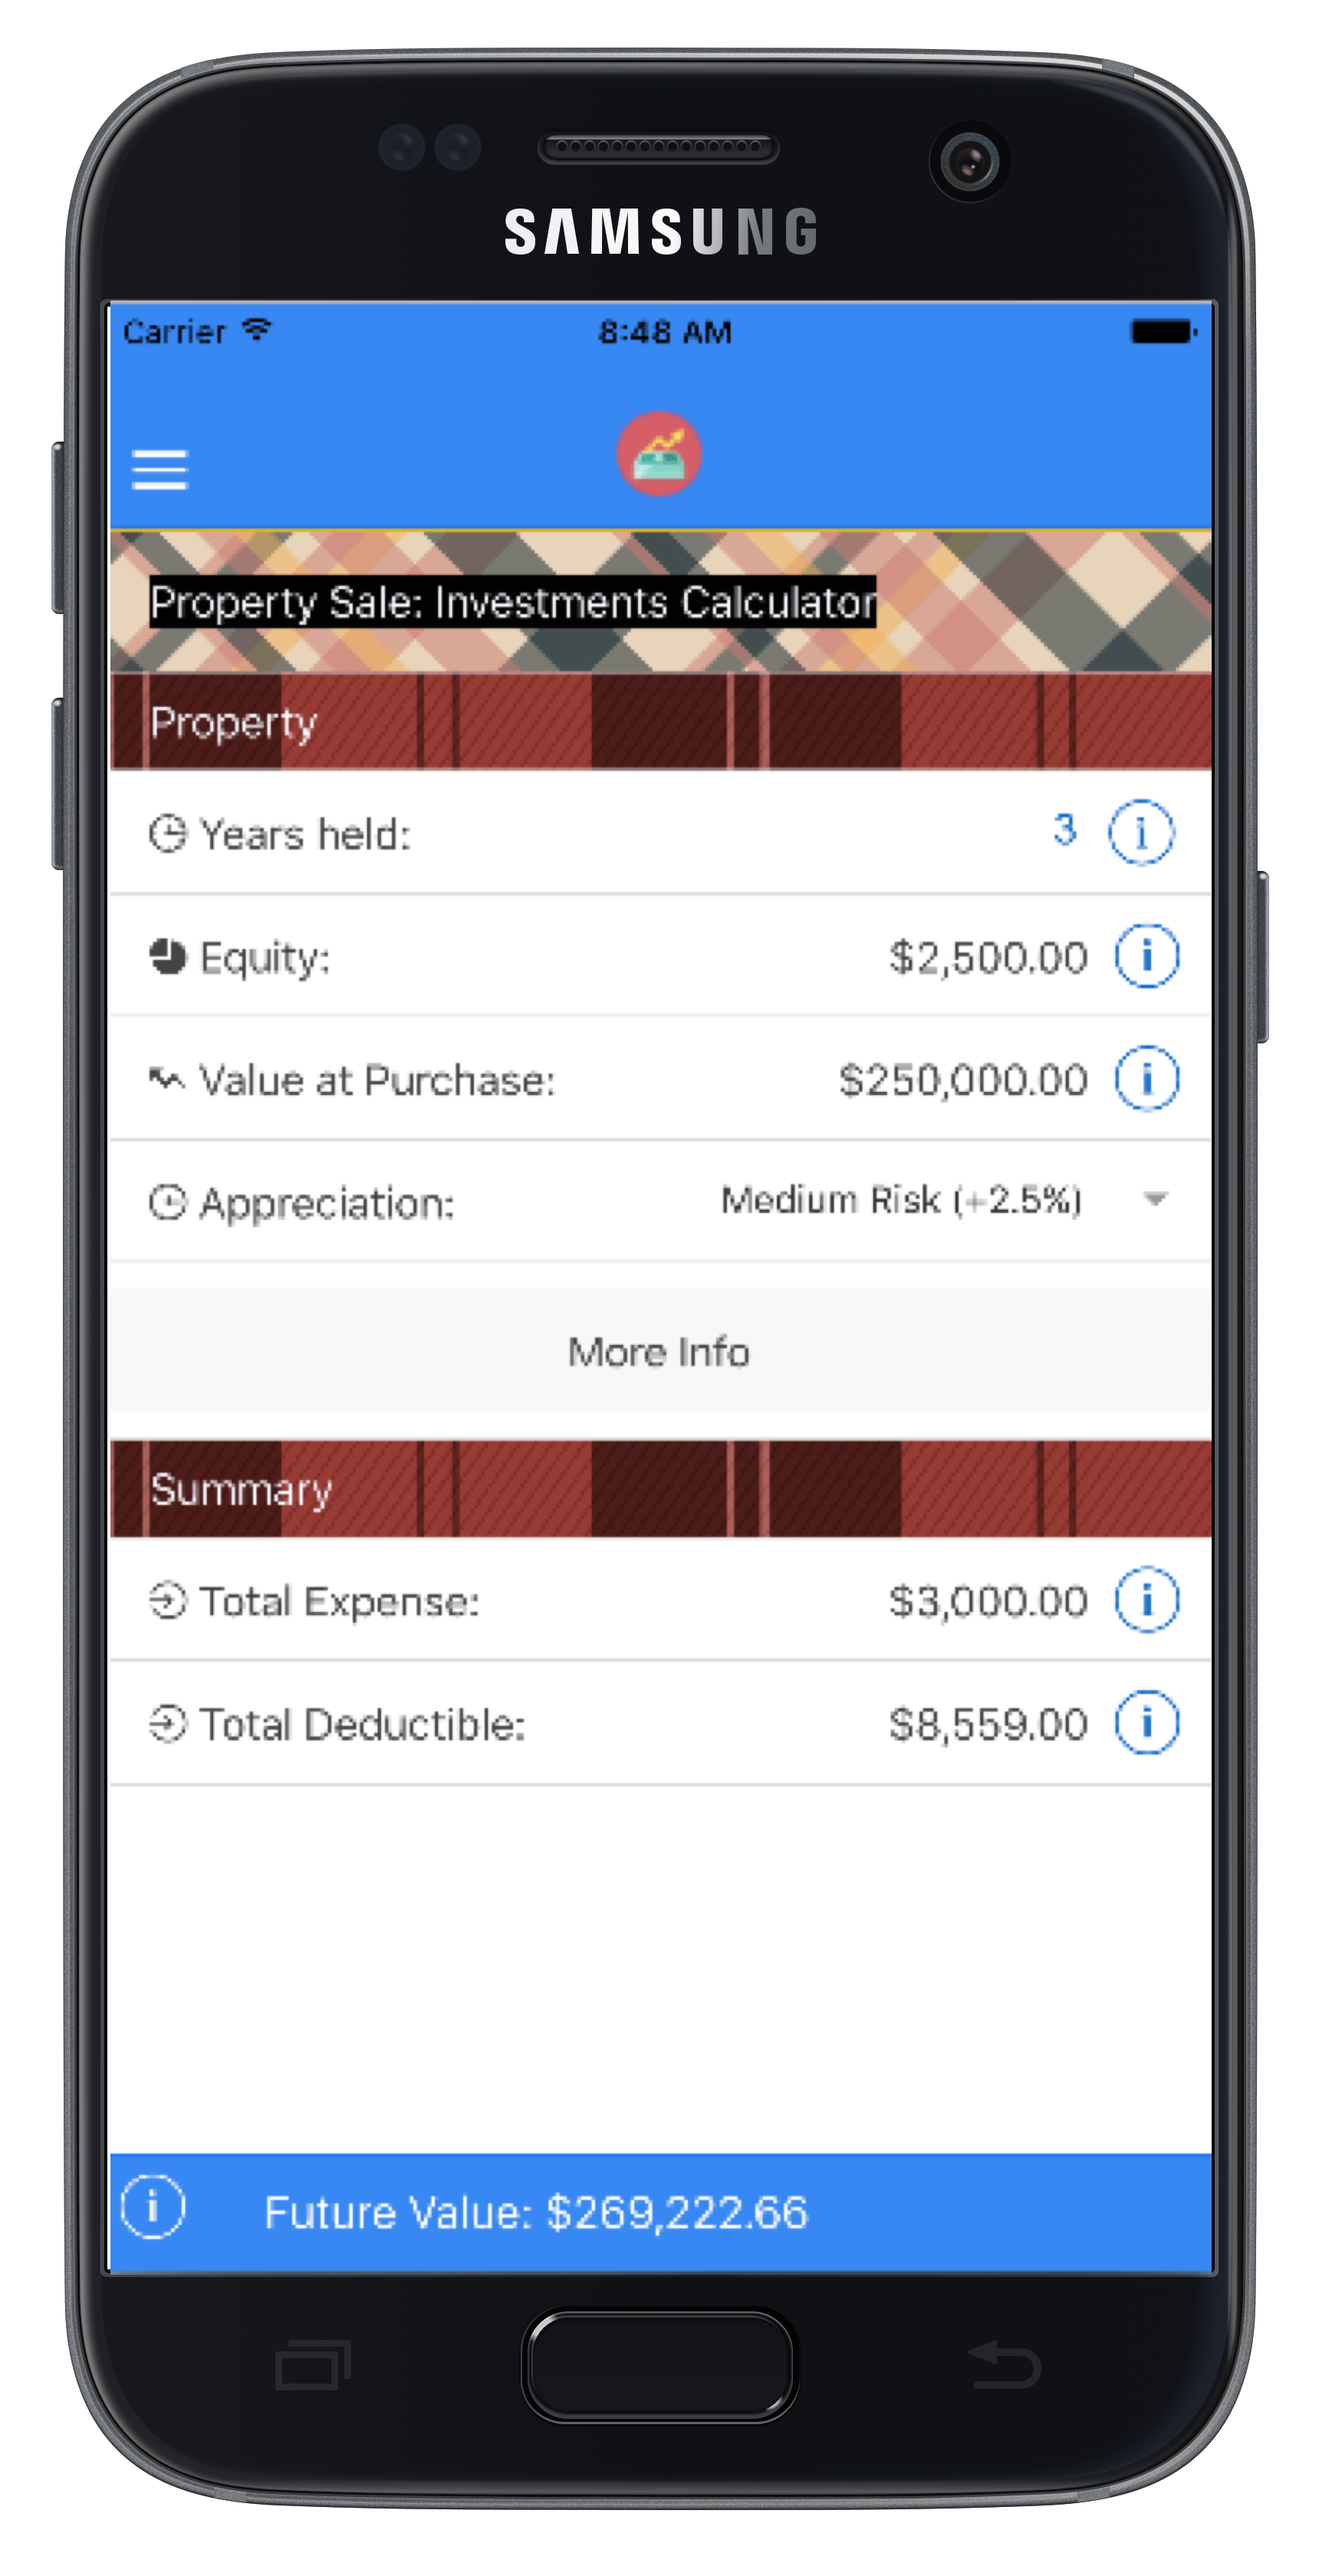 SAMSUNG
Carrier 8:48 AM
Property Sale: Investments Calculator
Property
Years held: 3
Equity: $2,500.00
Value at Purchase: $250,000.00
Appreciation: Medium Risk (+2.5%)
More Info
Summary
Total Expense: $3,000.00
Total Deductible: $8,559.00
Future Value: $269,222.66